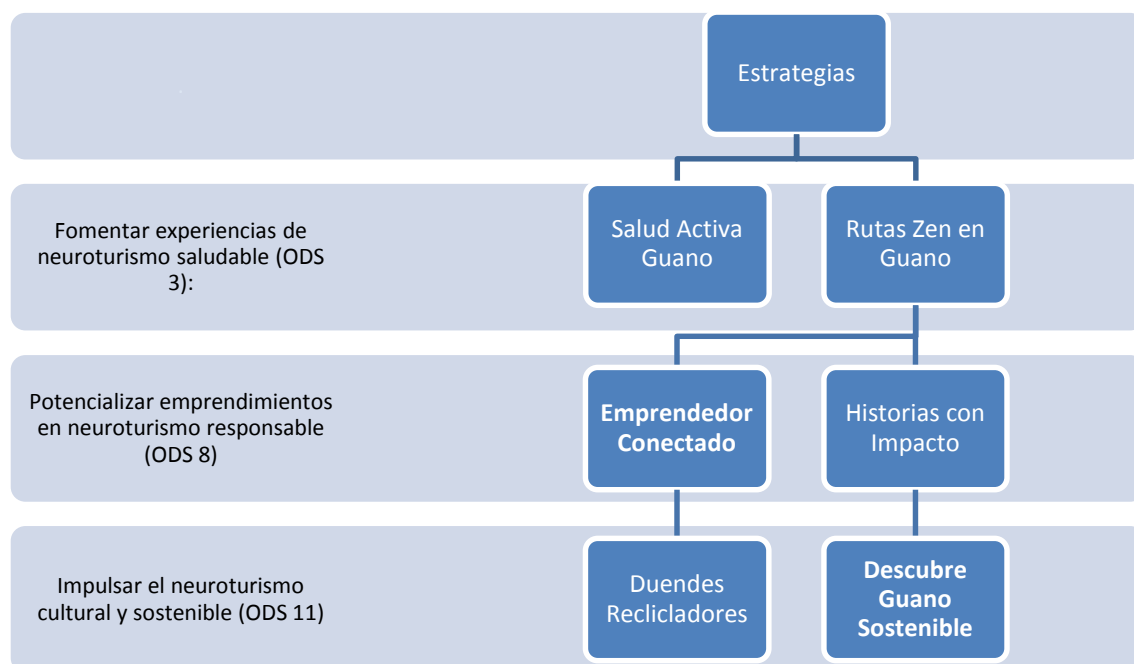 Estrategias
Fomentar experiencias de
neuroturismo saludable (ODS
3):
Salud Activa
Guano
Rutas Zen en
Guano
Potencializar emprendimientos
en neuroturismo responsable
(ODS 8)
Emprendedor
Conectado
Historias con
Impacto
Impulsar el neuroturismo
cultural y sostenible (ODS 11)
Duendes
Reclicladores
Descubre
Guano
Sostenible